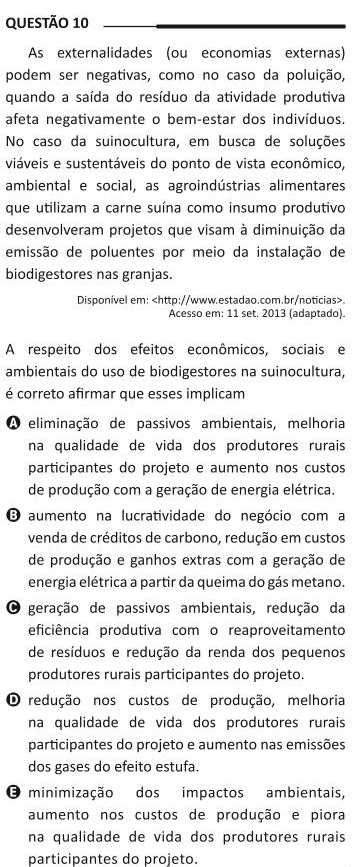 QUESTÃO 10
As externalidades (ou economias externas)
podem ser negativas, como no caso da poluição,
quando a saída do resíduo da atividade produtiva
afeta negativamente o bem-estar dos indivíduos.
No caso da suinocultura, em busca de soluções
viáveis e sustentáveis do ponto de vista econômico,
ambiental e social, as agroindústrias alimentares
que utilizam a carne suína como insumo produtivo
desenvolveram projetos que visam à diminuição da
emissão de poluentes por meio da instalação de
biodigestores nas granjas.
Disponível em: <http://www.estadao.com.br/noticias>.
Acesso em: 11 set. 2013 (adaptado).
A respeito dos efeitos econômicos, sociais e
ambientais do uso de biodigestores na suinocultura,
é correto afirmar que esses implicam
A eliminação de passivos ambientais, melhoria
na qualidade de vida dos produtores rurais
participantes do projeto e aumento nos custos
de produção com a geração de energia elétrica.
B aumento na lucratividade do negócio com a
venda de créditos de carbono, redução em custos
de produção e ganhos extras com a geração de
energia elétrica a partir da queima do gás metano.
C geração de passivos ambientais, redução da
eficiência produtiva com o reaproveitamento
de resíduos e redução da renda dos pequenos
produtores rurais participantes do projeto.
D redução nos custos de produção, melhoria
na qualidade de vida dos produtores rurais
participantes do projeto e aumento nas emissões
dos gases do efeito estufa.
E minimização dos impactos ambientais,
aumento nos custos de produção e piora
na qualidade de vida dos produtores rurais
participantes do projeto.